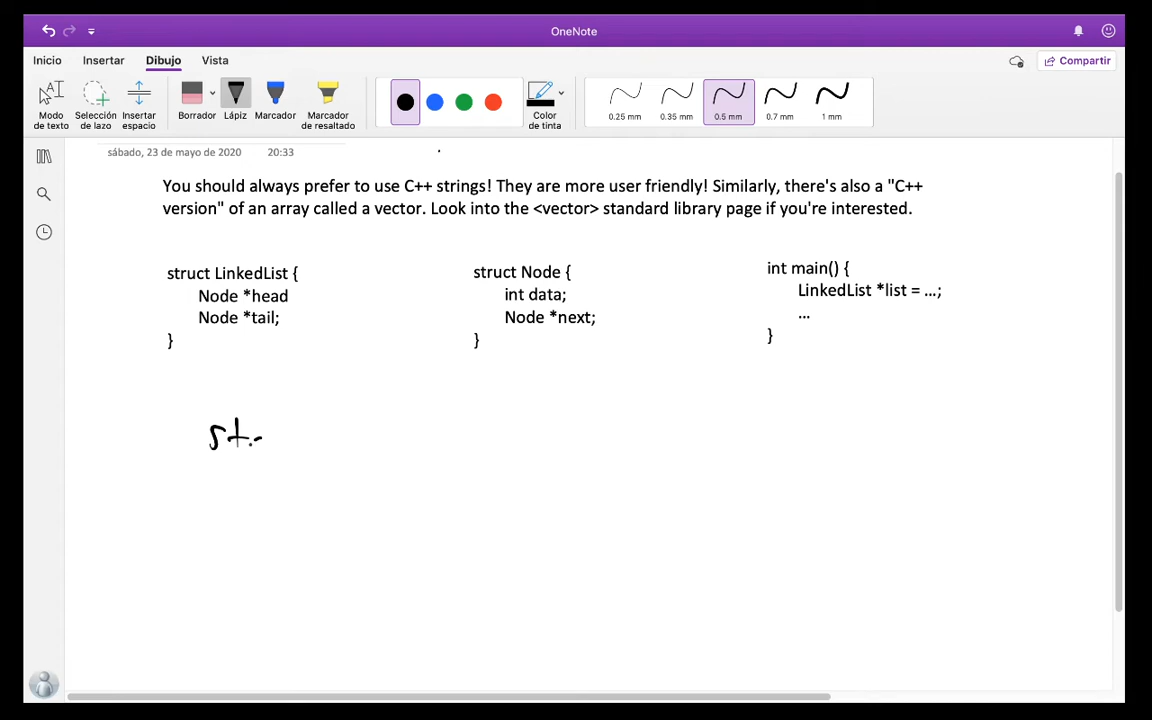 OneNote
Inicio Insertar Dibujo Vista
Compartir
Modo de texto
Selección de lazo
Insertar espacio
Borrador
Lápiz
Marcador
Marcador de resaltado
Color de tinta
0.25 mm 0.35 mm 0.5 mm 0.7 mm 1 mm
sábado, 23 de mayo de 2020 20:33
You should always prefer to use C++ strings! They are more user friendly! Similarly, there's also a "C++
version" of an array called a vector. Look into the <vector> standard library page if you're interested.
struct LinkedList {
Node *head
Node *tail;
}
struct Node {
int data;
Node *next;
}
int main() {
LinkedList *list = …;
…
}